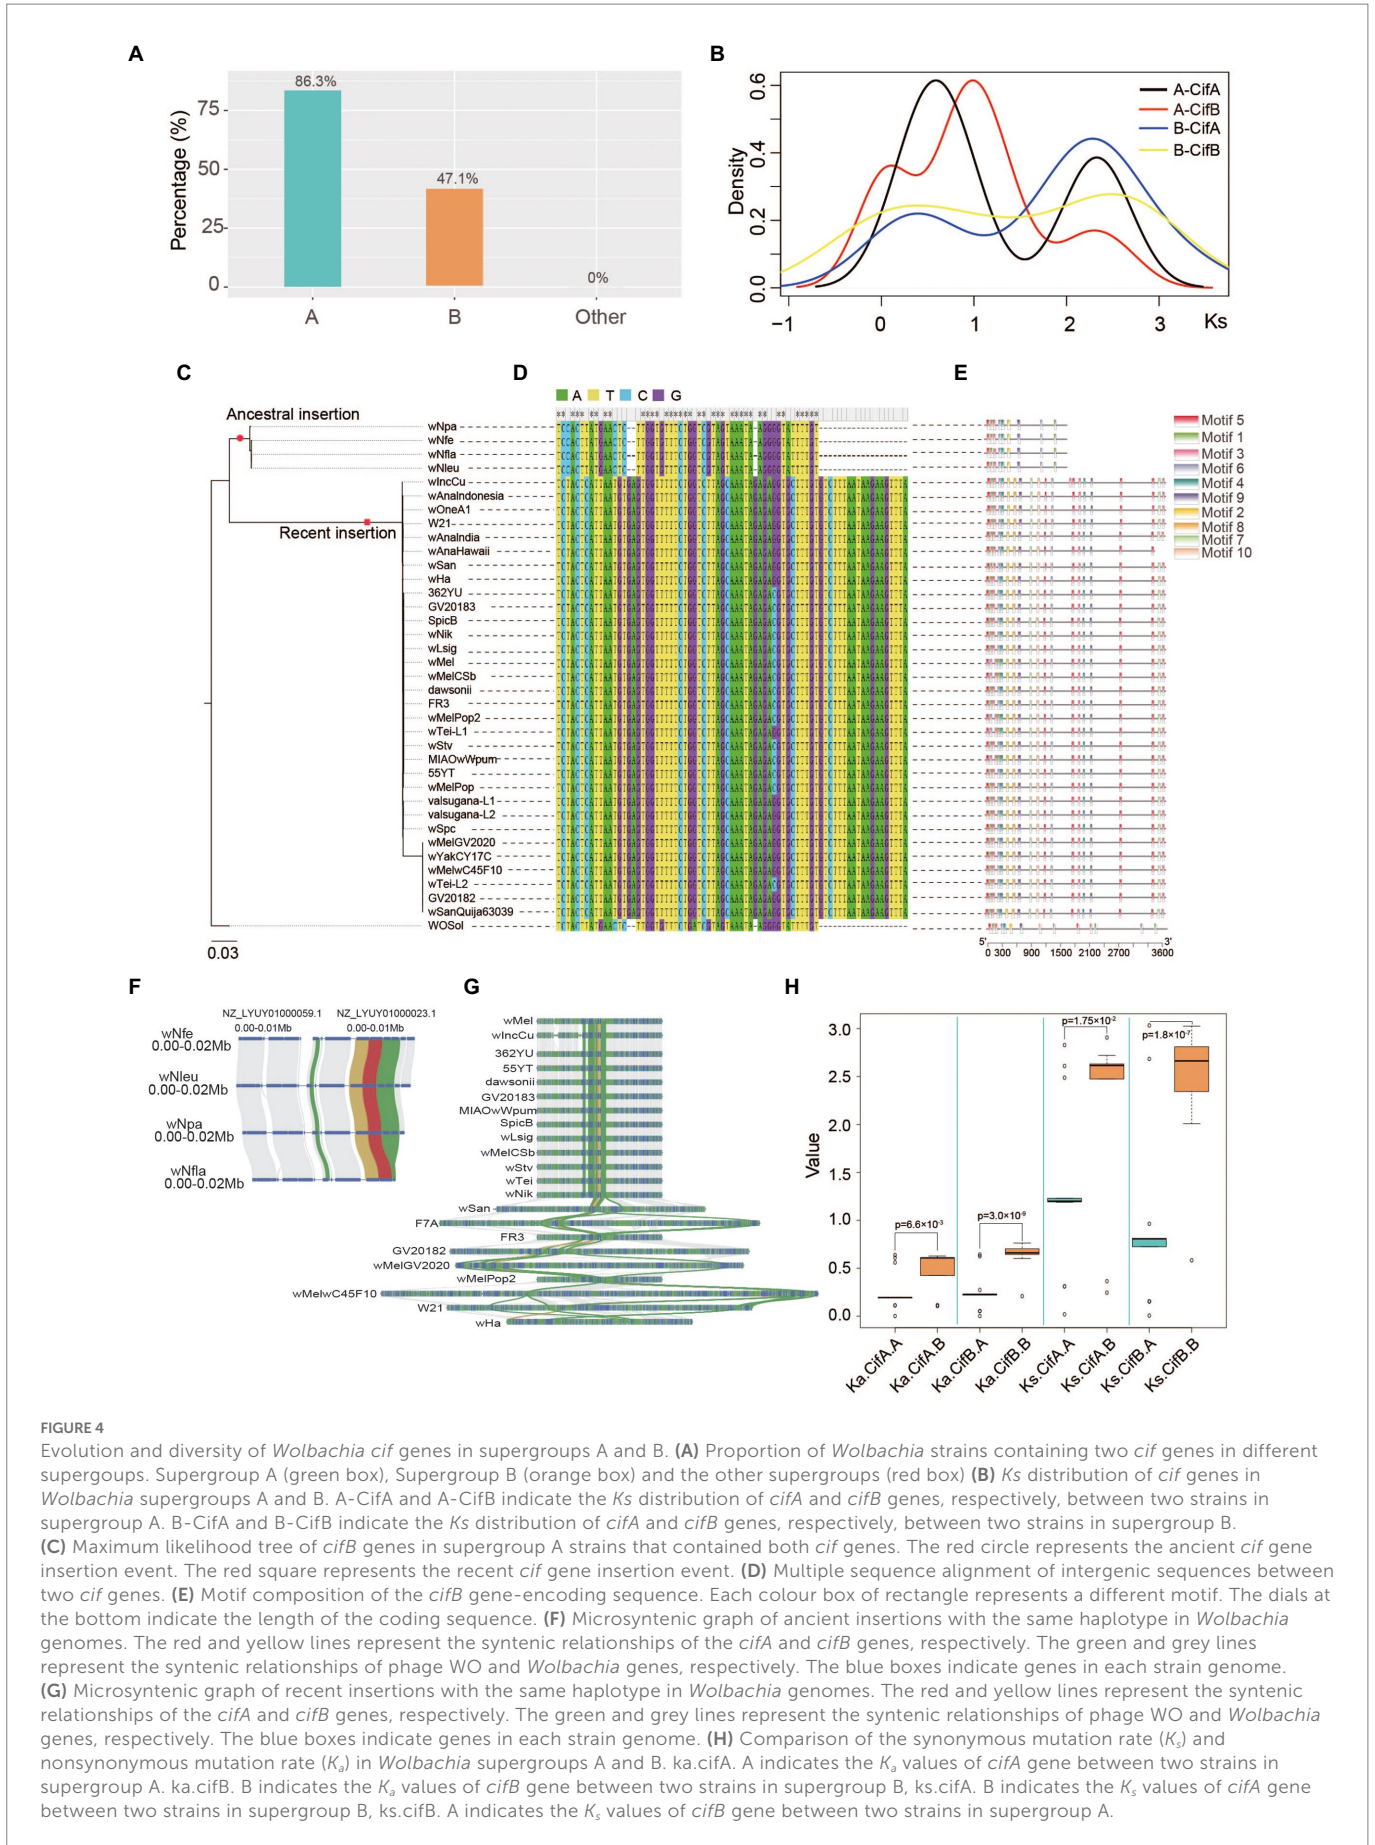 A
86.3%
47.1%
0%
Percentage (%)
75
50
25
0
A
B
Other
B
A-CifA
A-CifB
B-CifA
B-CifB
Density
0.6
0.4
0.2
0.0
−1 0 1 2 3 Ks
C
Ancestral insertion
Recent insertion
0.03
wNpa
wNfe
wNfla
wNleu
wIncCu
wAnaIndonesia
wOneA1
W21
wAnaIndia
wAnaHawaii
wSan
wHa
362YU
GV20183
SpicB
wNik
wLsig
wMel
wMelCSb
dawsonii
FR3
wMelPop2
wTei-L1
wStv
MIAOwWpum
55YT
wMelPop
valsugana-L1
valsugana-L2
wSpc
wMelGV2020
wYakCY17C
wMelwC45F10
wTei-L2
GV20182
wSanQuija63039
WOSol
D
A T C G
E
Motif 5
Motif 1
Motif 3
Motif 6
Motif 4
Motif 9
Motif 2
Motif 8
Motif 7
Motif 10
5' 3'
0 300 900 1500 2100 2700 3600
F
NZ_LYUY01000059.1 NZ_LYUY01000023.1
0.00-0.01Mb 0.00-0.01Mb
wNfe
0.00-0.02Mb
wNleu
0.00-0.02Mb
wNpa
0.00-0.02Mb
wNfla
0.00-0.02Mb
G
wMel
wIncCu
362YU
55YT
dawsonii
GV20183
MIAOwWpum
SpicB
wLsig
wMelCSb
wStv
wTei
wNik
wSan
F7A
FR3
GV20182
wMelGV2020
wMelPop2
wMelwC45F10
W21
wHa
H
Value
3.0
2.5
2.0
1.5
1.0
0.5
0.0
p=6.6×10-3
p=3.0×10-9
p=1.75×10-2
p=1.8×10-7
Ka.CifA.A
Ka.CifA.B
Ka.CifB.A
Ka.CifB.B
Ks.CifA.A
Ks.CifA.B
Ks.CifB.A
Ks.CifB.B
FIGURE 4
Evolution and diversity of Wolbachia cif genes in supergroups A and B. (A) Proportion of Wolbachia strains containing two cif genes in different
supergoups. Supergroup A (green box), Supergroup B (orange box) and the other supergroups (red box) (B) Ks distribution of cif genes in
Wolbachia supergroups A and B. A-CifA and A-CifB indicate the Ks distribution of cifA and cifB genes, respectively, between two strains in
supergroup A. B-CifA and B-CifB indicate the Ks distribution of cifA and cifB genes, respectively, between two strains in supergroup B.
(C) Maximum likelihood tree of cifB genes in supergroup A strains that contained both cif genes. The red circle represents the ancient cif gene
insertion event. The red square represents the recent cif gene insertion event. (D) Multiple sequence alignment of intergenic sequences between
two cif genes. (E) Motif composition of the cifB gene-encoding sequence. Each colour box of rectangle represents a different motif. The dials at
the bottom indicate the length of the coding sequence. (F) Microsyntenic graph of ancient insertions with the same haplotype in Wolbachia
genomes. The red and yellow lines represent the syntenic relationships of the cifA and cifB genes, respectively. The green and grey lines
represent the syntenic relationships of phage WO and Wolbachia genes, respectively. The blue boxes indicate genes in each strain genome.
(G) Microsyntenic graph of recent insertions with the same haplotype in Wolbachia genomes. The red and yellow lines represent the syntenic
relationships of the cifA and cifB genes, respectively. The green and grey lines represent the syntenic relationships of phage WO and Wolbachia
genes, respectively. The blue boxes indicate genes in each strain genome. (H) Comparison of the synonymous mutation rate (Ks) and
nonsynonymous mutation rate (Ka) in Wolbachia supergroups A and B. ka.cifA. A indicates the Ka values of cifA gene between two strains in
supergroup A. ka.cifB. B indicates the Ka values of cifB gene between two strains in supergroup B, ks.cifA. B indicates the Ks values of cifA gene
between two strains in supergroup B, ks.cifB. A indicates the Ks values of cifB gene between two strains in supergroup A.